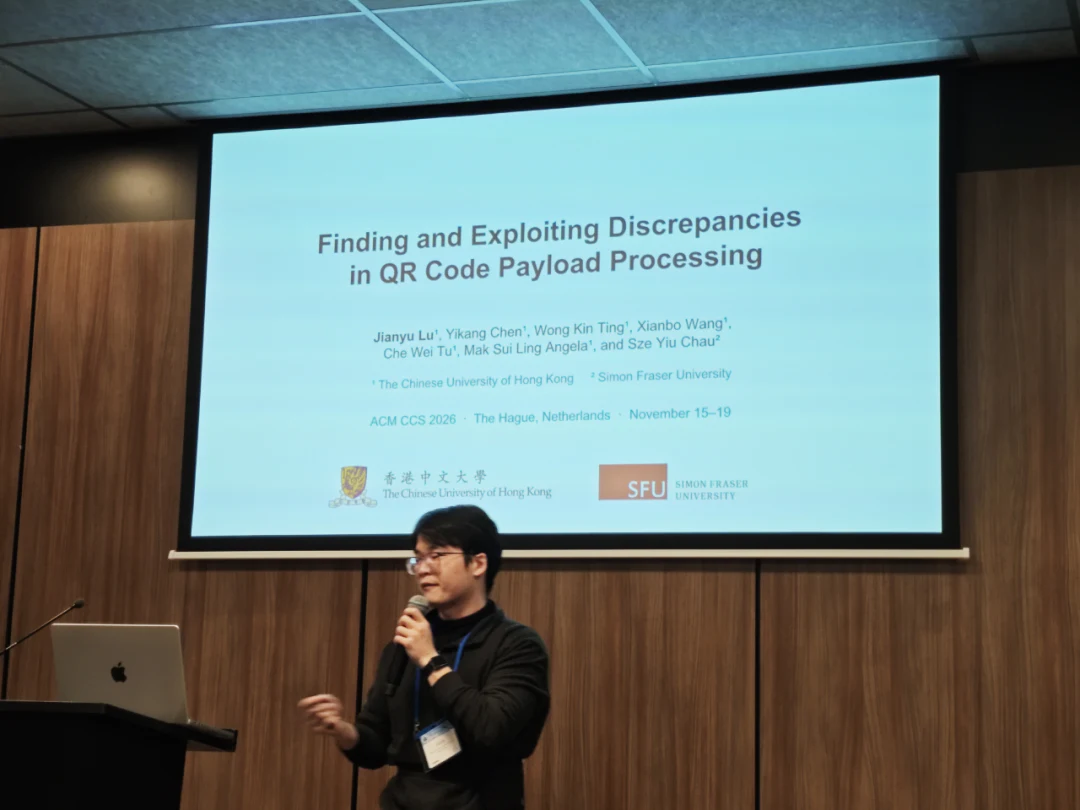 Finding and Exploiting Discrepancies
in QR Code Payload Processing
Jianyu Lu¹, Yikang Chen¹, Wong Kin Ting¹, Xianbo Wang¹,
Che Wei Tu¹, Mak Sui Ling Angela¹, and Sze Yiu Chau²
¹ The Chinese University of Hong Kong ² Simon Fraser University
ACM CCS 2026 · The Hague, Netherlands · November 15–19
香港中文大學
The Chinese University of Hong Kong
SFU SIMON FRASER
UNIVERSITY